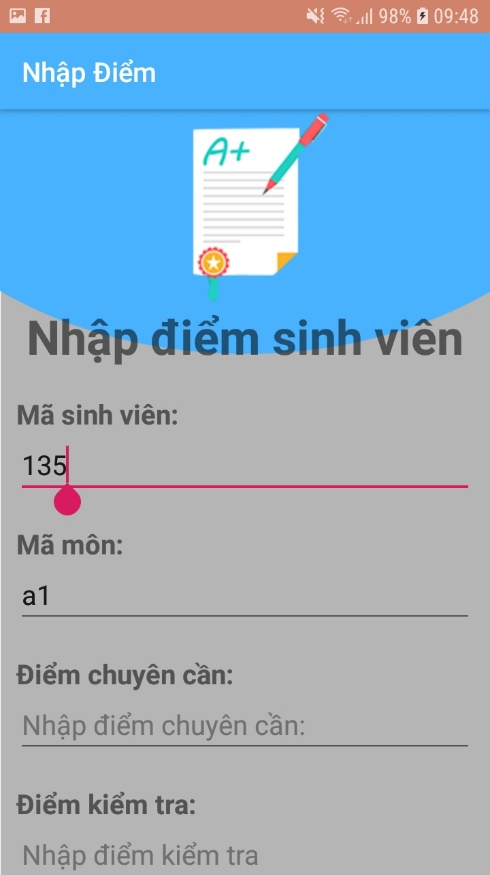 98% 09:48
Nhập Điểm
A+
Nhập điểm sinh viên
Mã sinh viên:
135
Mã môn:
a1
Điểm chuyên cần:
Nhập điểm chuyên cần:
Điểm kiểm tra:
Nhập điểm kiểm tra